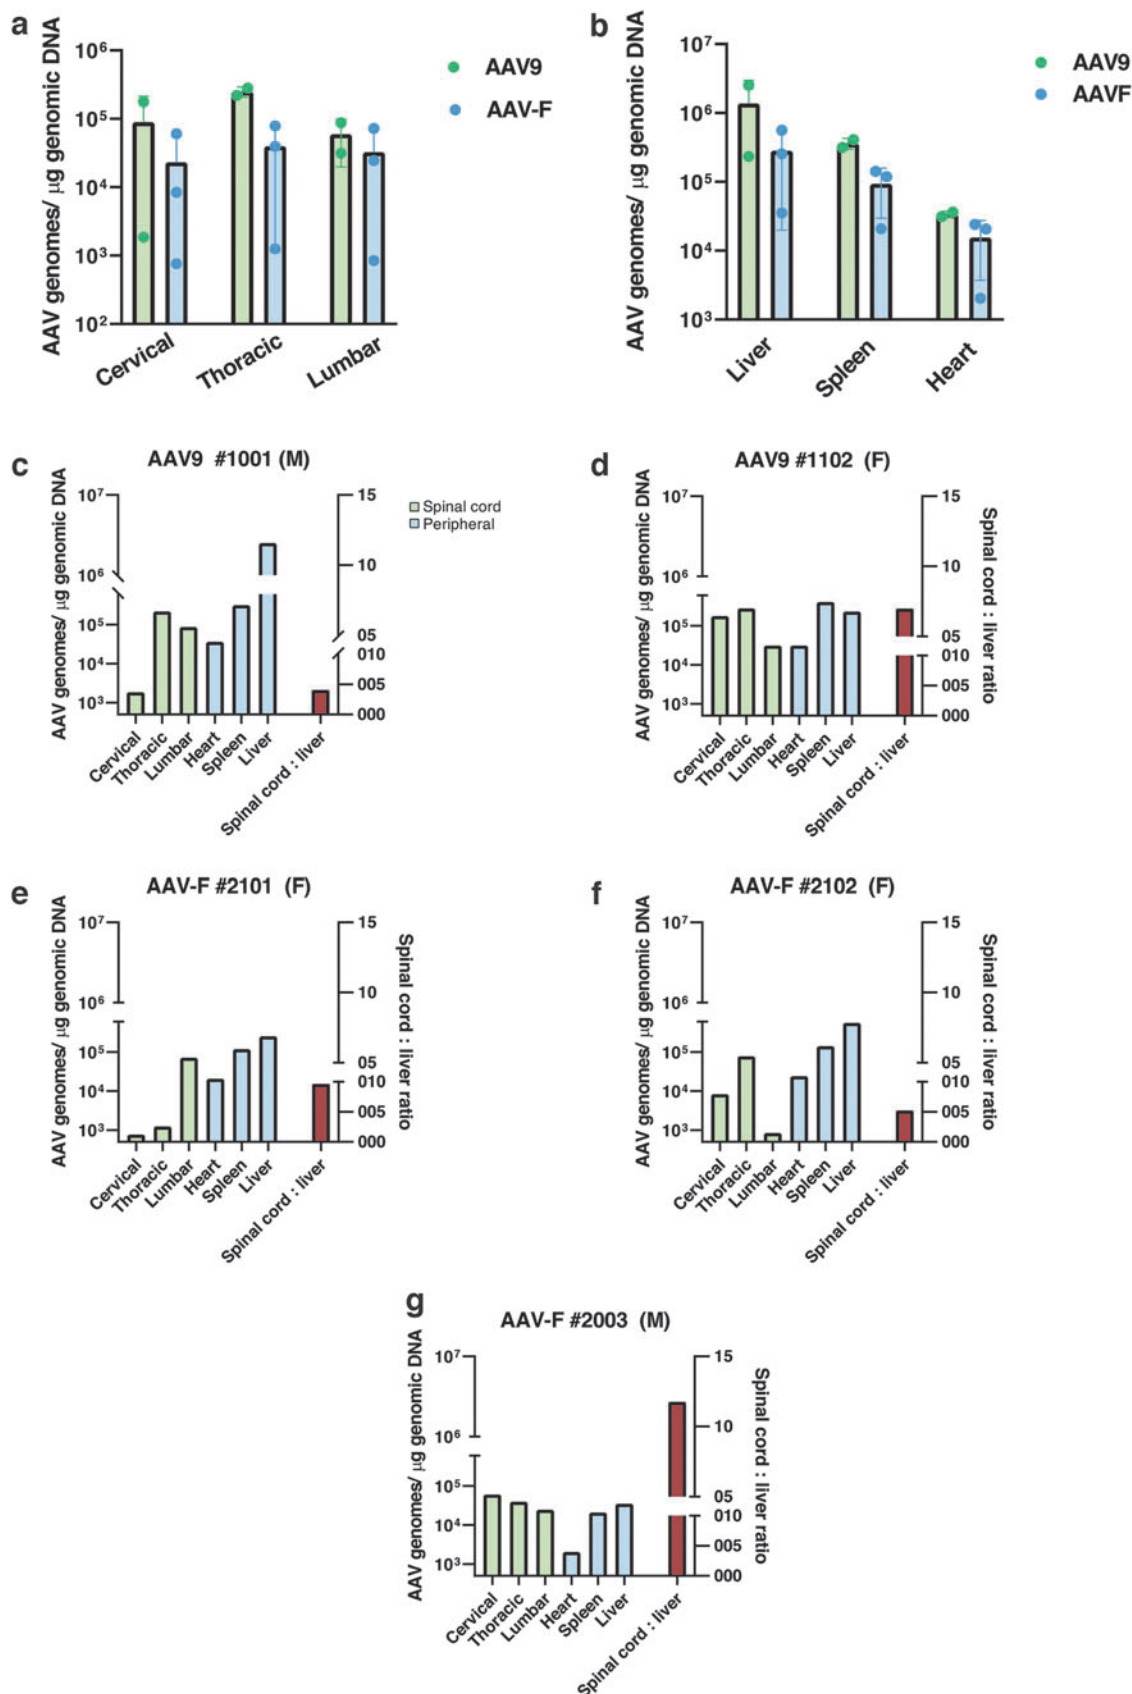 a
AAV genomes/ µg genomic DNA
10⁶
10⁵
10⁴
10³
10²
Cervical
Thoracic
Lumbar
AAV9
AAV-F
b
AAV genomes/ µg genomic DNA
10⁷
10⁶
10⁵
10⁴
10³
Liver
Spleen
Heart
AAV9
AAVF
c
AAV9 #1001 (M)
AAV genomes/ µg genomic DNA
10⁷
10⁶
10⁵
10⁴
10³
15
10
05
010
005
000
Cervical
Thoracic
Lumbar
Heart
Spleen
Liver
Spinal cord : liver
Spinal cord
Peripheral
d
AAV9 #1102 (F)
AAV genomes/ µg genomic DNA
10⁷
10⁶
10⁵
10⁴
10³
15
10
05
010
005
000
Spinal cord : liver ratio
Cervical
Thoracic
Lumbar
Heart
Spleen
Liver
Spinal cord : liver
e
AAV-F #2101 (F)
AAV genomes/ µg genomic DNA
10⁷
10⁶
10⁵
10⁴
10³
15
10
05
010
005
000
Spinal cord : liver ratio
Cervical
Thoracic
Lumbar
Heart
Spleen
Liver
Spinal cord : liver
f
AAV-F #2102 (F)
AAV genomes/ µg genomic DNA
10⁷
10⁶
10⁵
10⁴
10³
15
10
05
010
005
000
Spinal cord : liver ratio
Cervical
Thoracic
Lumbar
Heart
Spleen
Liver
Spinal cord : liver
g
AAV-F #2003 (M)
AAV genomes/ µg genomic DNA
10⁷
10⁶
10⁵
10⁴
10³
15
10
05
010
005
000
Spinal cord : liver ratio
Cervical
Thoracic
Lumbar
Heart
Spleen
Liver
Spinal cord : liver